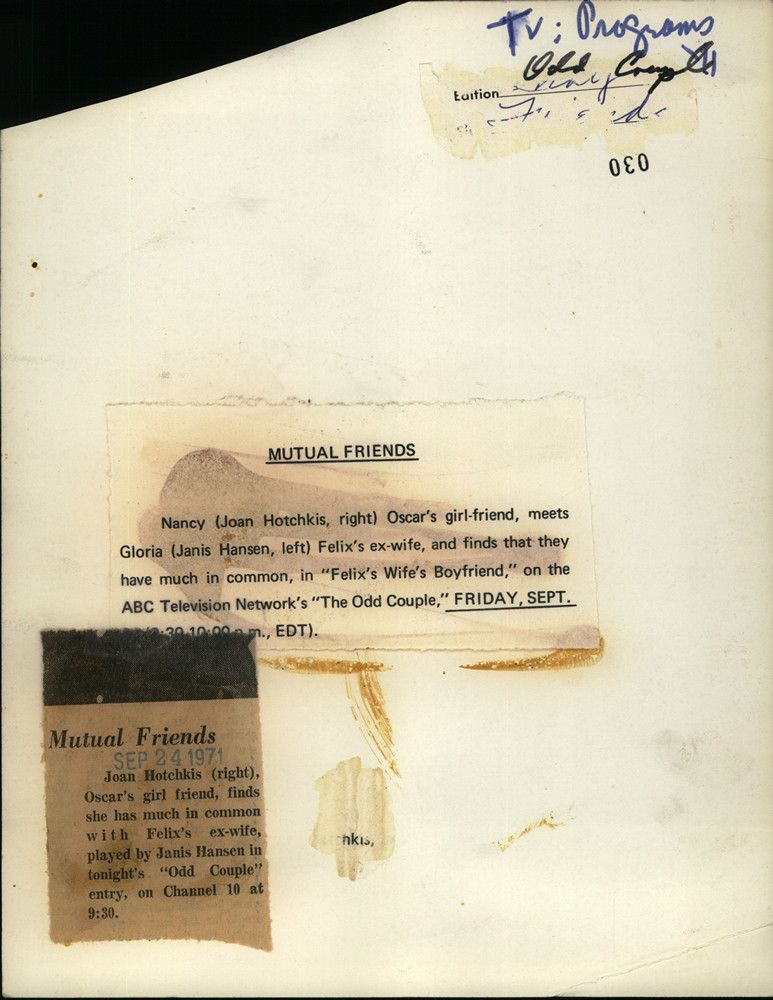 TV: Programs
Odd Couple
Edition
030
MUTUAL FRIENDS
Nancy (Joan Hotchkis, right) Oscar's girl-friend, meets
Gloria (Janis Hansen, left) Felix's ex-wife, and finds that they
have much in common, in "Felix's Wife's Boyfriend," on the
ABC Television Network's "The Odd Couple," FRIDAY, SEPT.
10:00 p.m., EDT).
Mutual Friends
SEP 24 1971
Joan Hotchkis (right),
Oscar's girl friend, finds
she has much in common
with Felix's ex-wife,
played by Janis Hansen in
tonight's "Odd Couple"
entry, on Channel 10 at
9:30.
hkis,